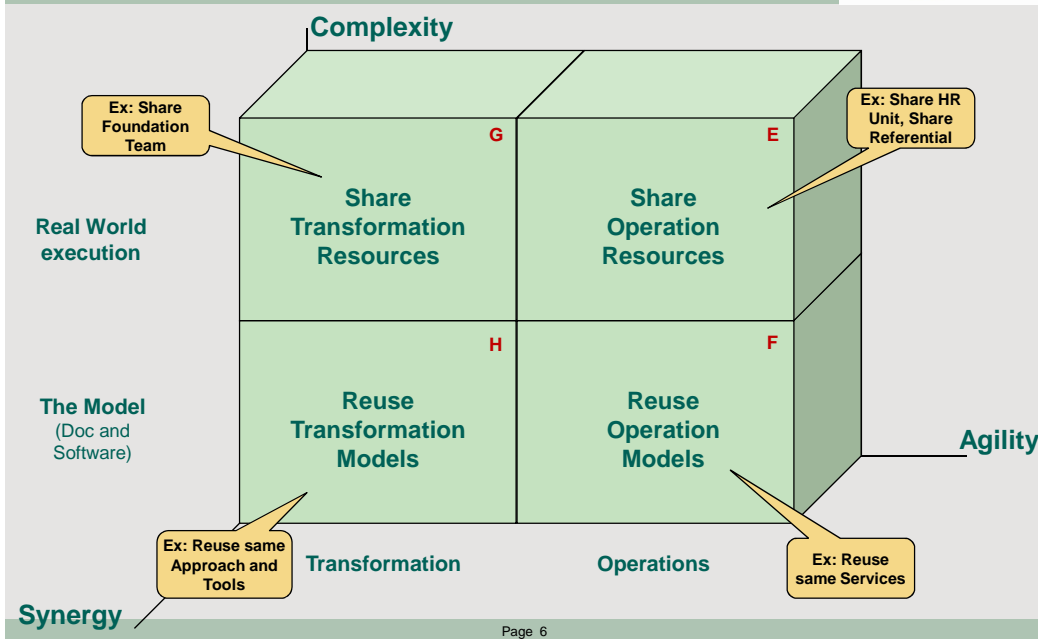 Complexity
Ex: Share
Foundation
Team
Ex: Share HR
Unit, Share
Referential
G
E
Share
Transformation
Resources
Share
Operation
Resources
Real World
execution
H
F
Reuse
Transformation
Models
Reuse
Operation
Models
The Model
(Doc and
Software)
Agility
Ex: Reuse same
Approach and
Tools
Transformation
Operations
Ex: Reuse
same Services
Synergy
Page 6